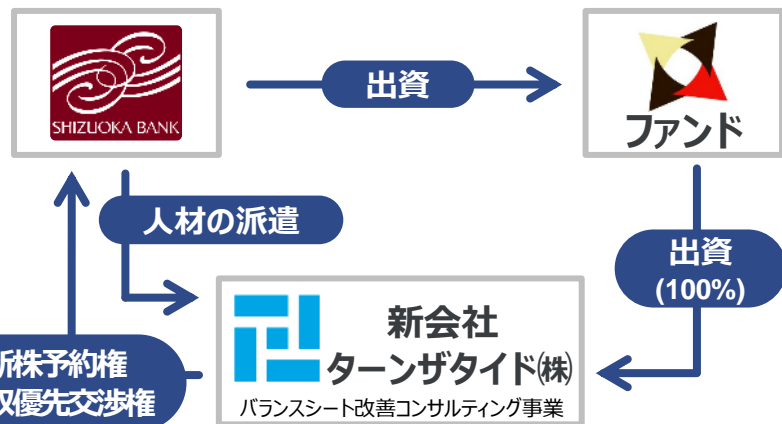 SHIZUOKA BANK
出資
ファンド
人材の派遣
出資
(100%)
新会社
ターンザタイド㈱
バランスシート改善コンサルティング事業
株予約権
優先交渉権